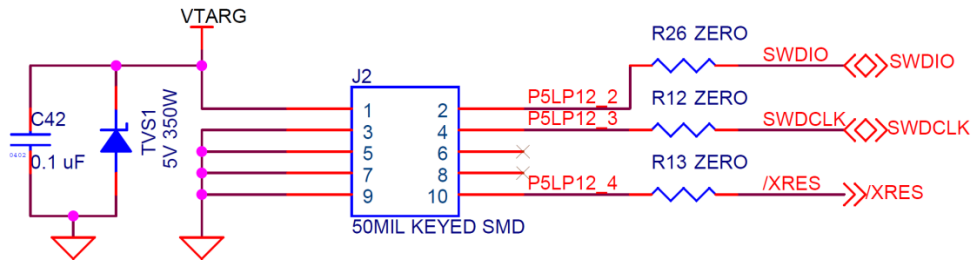 VTARG
R26 ZERO
SWDIO
SWDIO
J2
C42
0402
0.1 uF
TVS1
5V 350W
1
2
P5LP12_2
R12 ZERO
3
4
P5LP12_3
SWDCLK
SWDCLK
5
6
7
8
R13 ZERO
9
10
P5LP12_4
/XRES
/XRES
50MIL KEYED SMD